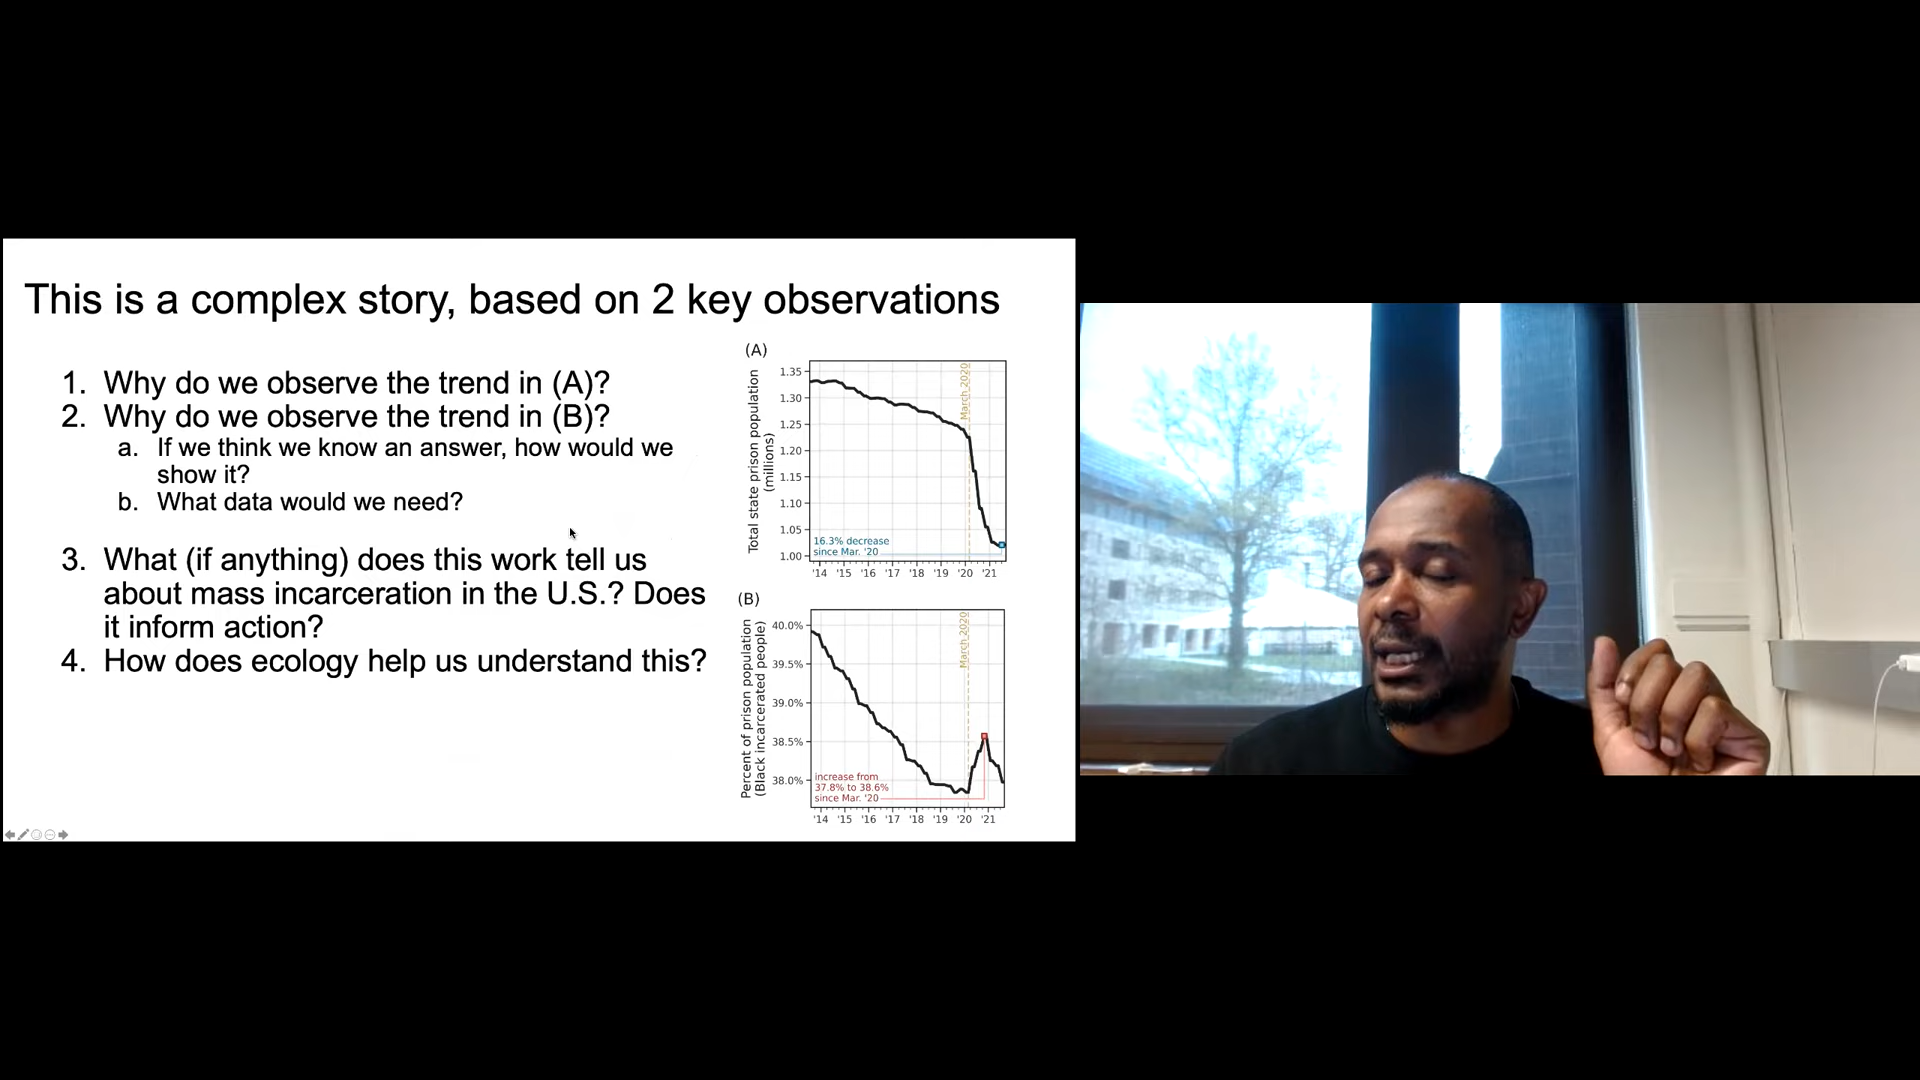 This is a complex story, based on 2 key observations
1. Why do we observe the trend in (A)?
2. Why do we observe the trend in (B)?
a. If we think we know an answer, how would we
show it?
b. What data would we need?
3. What (if anything) does this work tell us
about mass incarceration in the U.S.? Does
it inform action?
4. How does ecology help us understand this?
(A)
Total state prison population
(millions)
1.35
1.30
1.25
1.20
1.15
1.10
1.05
1.00
March 2020
16.3% decrease
since Mar. '20
'14 '15 '16 '17 '18 '19 '20 '21
(B)
Percent of prison population
(Black incarcerated people)
40.0%
39.5%
39.0%
38.5%
38.0%
March 2020
increase from
37.8% to 38.6%
since Mar. '20
'14 '15 '16 '17 '18 '19 '20 '21